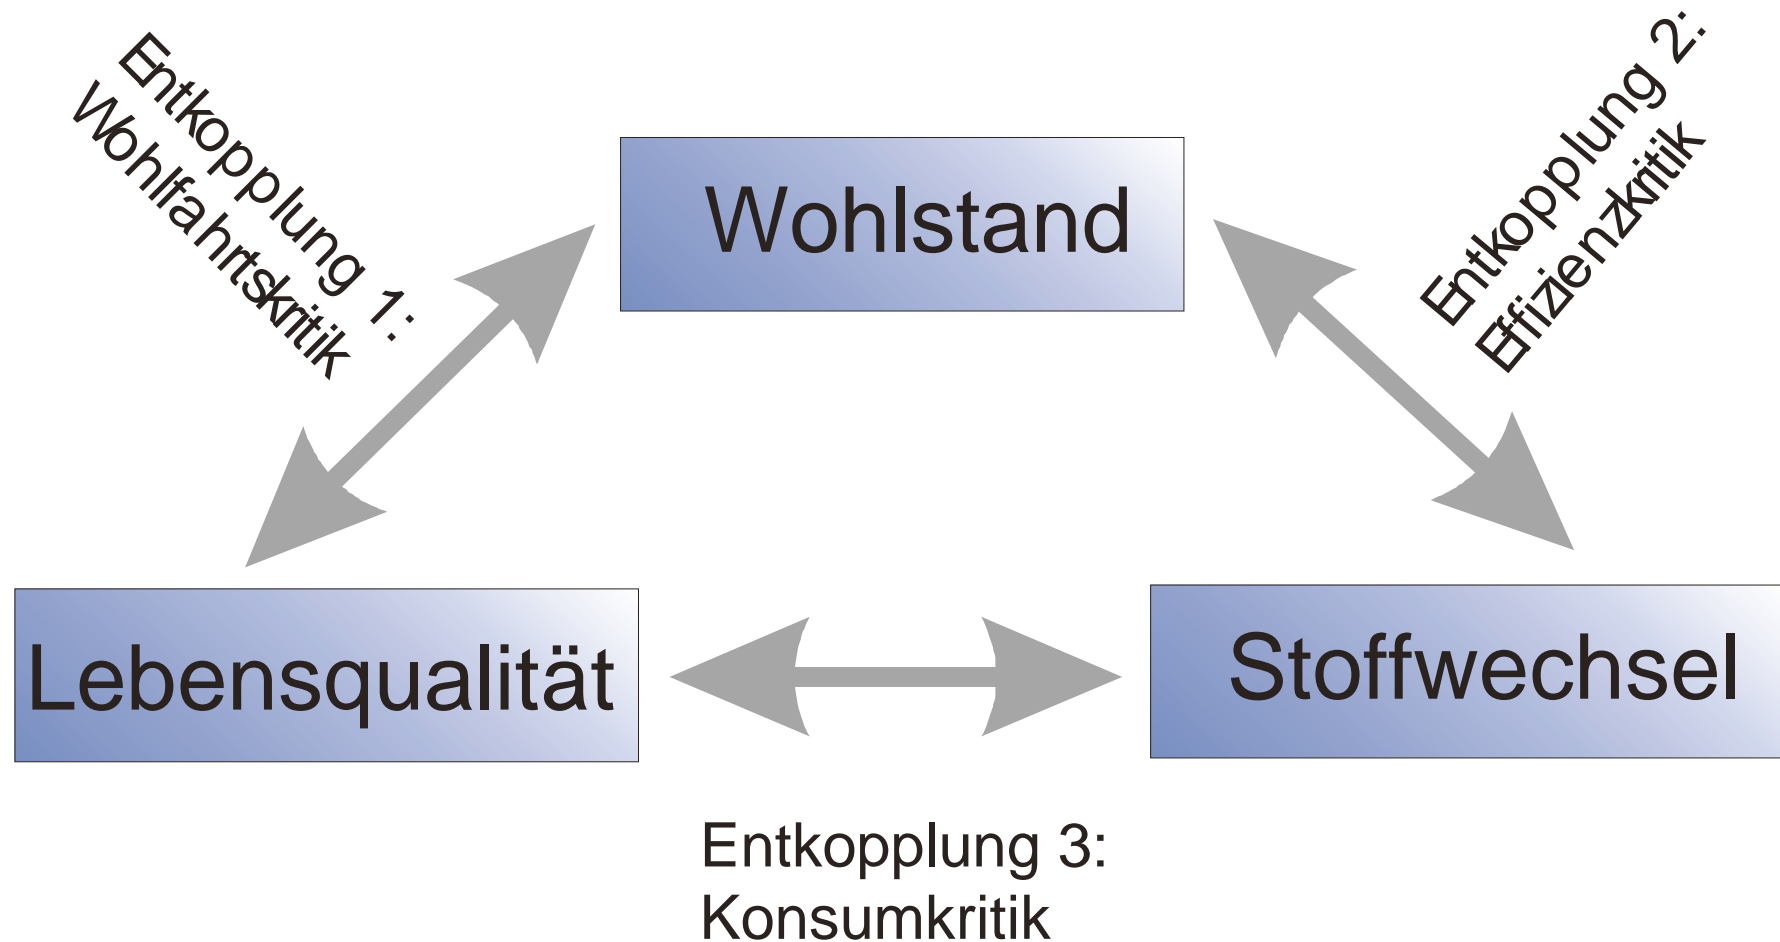 Entkopplung 1:
Wohlfahrtskritik
Wohlstand
Entkopplung 2:
Effizienzkritik
Lebensqualität
Stoffwechsel
Entkopplung 3:
Konsumkritik